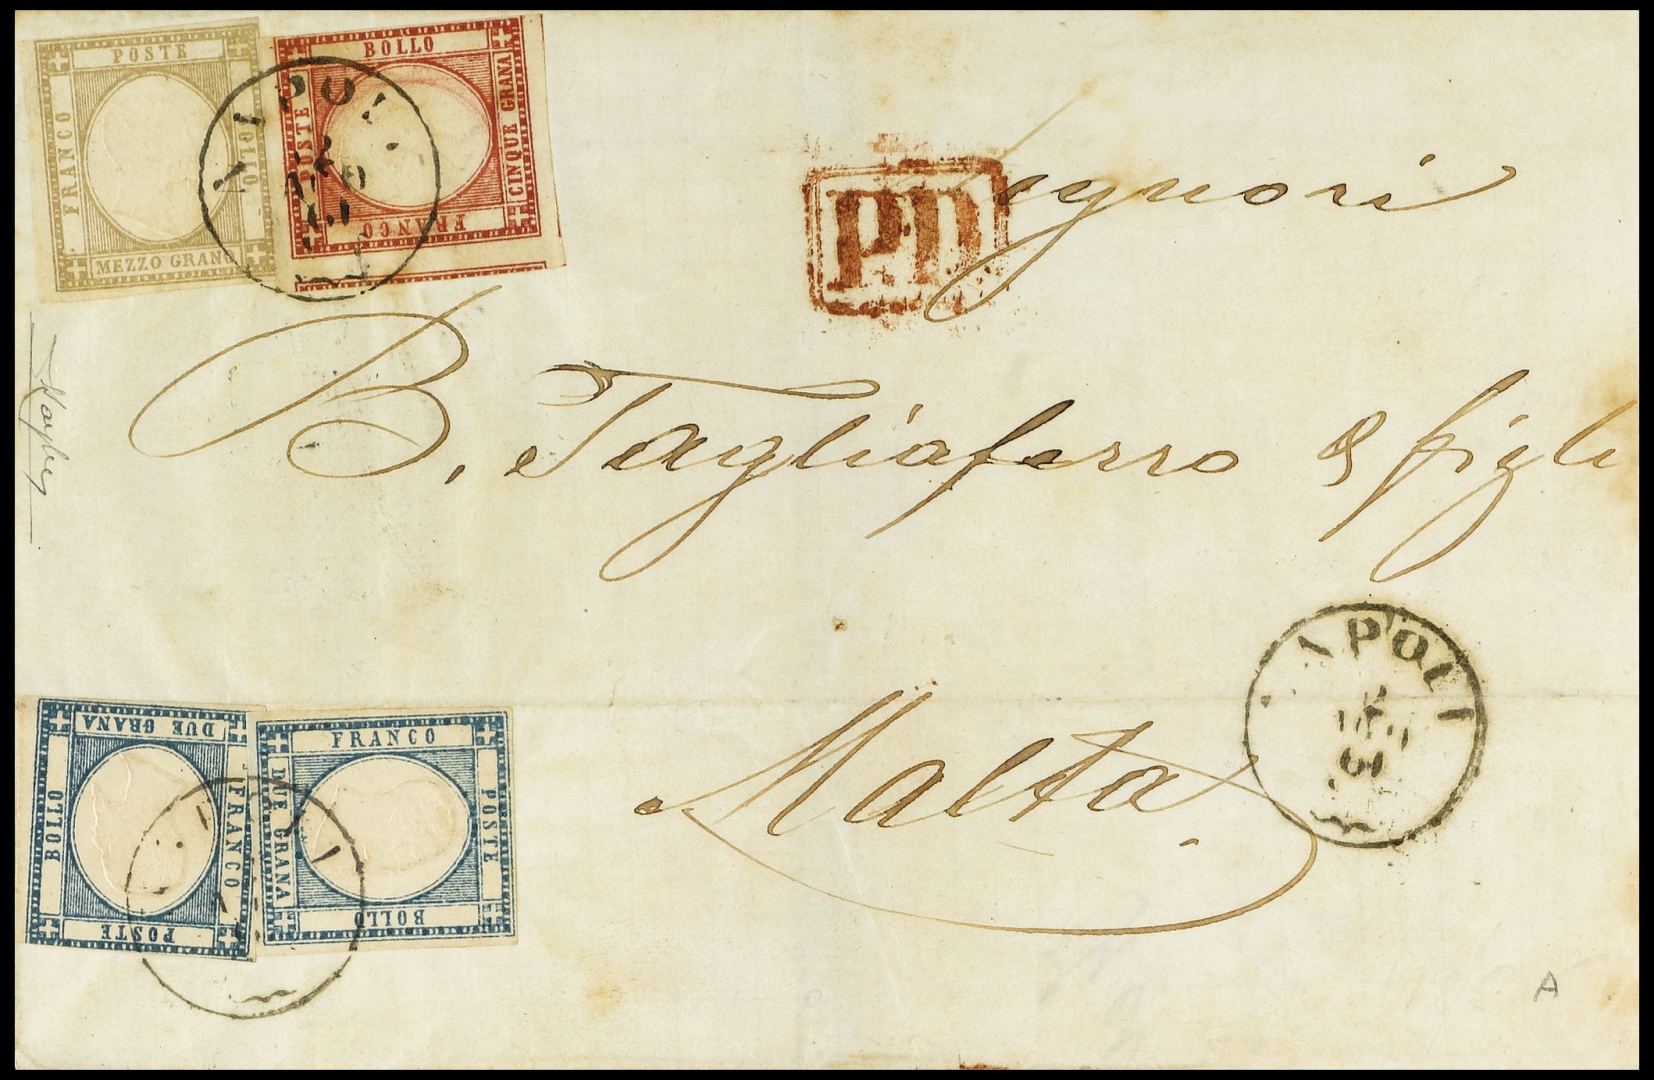 POSTE
FRANCO
BOLLO
MEZZO GRANO
BOLLO
POSTE
CINQUE GRANA
FRANCO
P.D.
Signori
B. Tagliaferro & figli
Malta.
APOLI
61
DUE GRANA
BOLLO
FRANCO
POSTE
FRANCO
DUE GRANA
POSTE
BOLLO
A